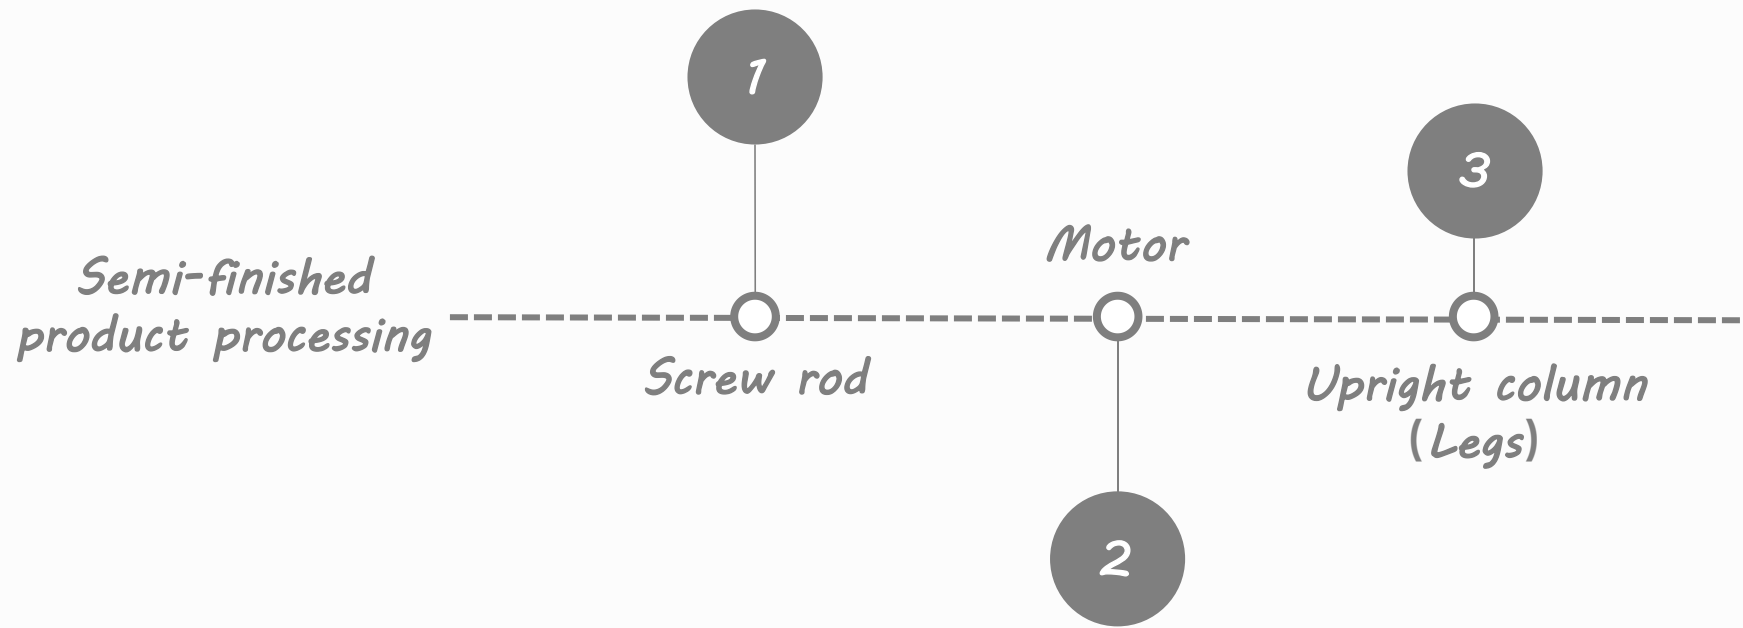 1
3
Motor
Semi-finished
product processing
Screw rod
Upright column
(Legs)
2